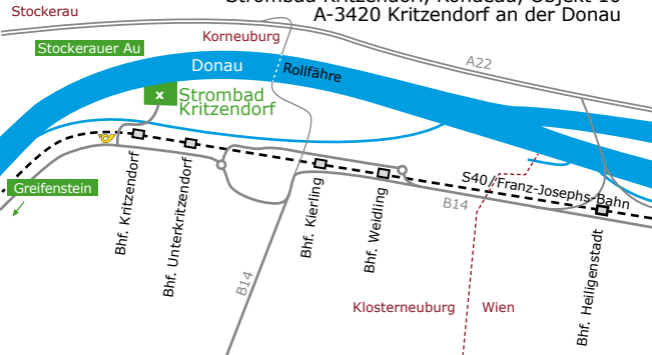 Strombad Kritzendorf, Rondeau, Objekt 10
A-3420 Kritzendorf an der Donau
Stockerau
Korneuburg
Stockerauer Au
Donau
Rollfähre
A22
x
Strombad
Kritzendorf
Greifenstein
S40/Franz-Josephs-Bahn
B14
Bhf. Kritzendorf
Bhf. Unterkritzendorf
Bhf. Kierling
Bhf. Weidling
Bhf. Heiligenstadt
B14
Klosterneuburg
Wien